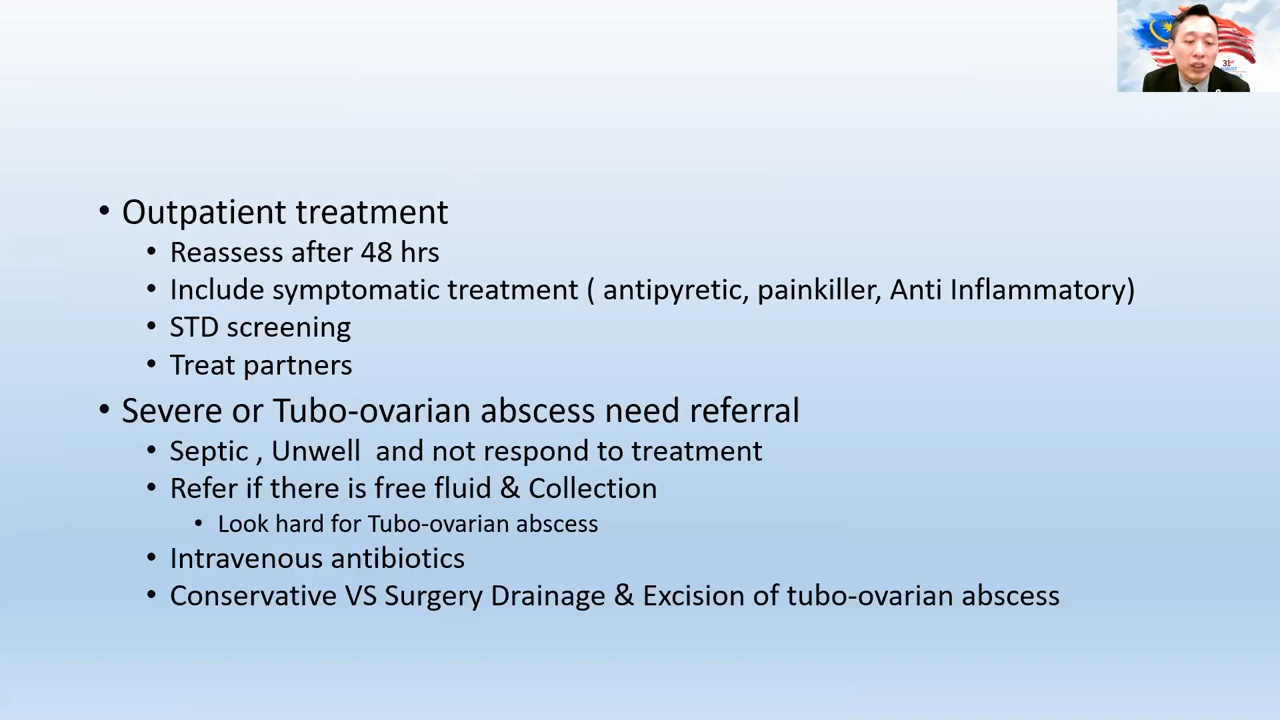 31st
• Outpatient treatment
• Reassess after 48 hrs
• Include symptomatic treatment ( antipyretic, painkiller, Anti Inflammatory)
• STD screening
• Treat partners
• Severe or Tubo-ovarian abscess need referral
• Septic , Unwell  and not respond to treatment
• Refer if there is free fluid & Collection
• Look hard for Tubo-ovarian abscess
• Intravenous antibiotics
• Conservative VS Surgery Drainage & Excision of tubo-ovarian abscess